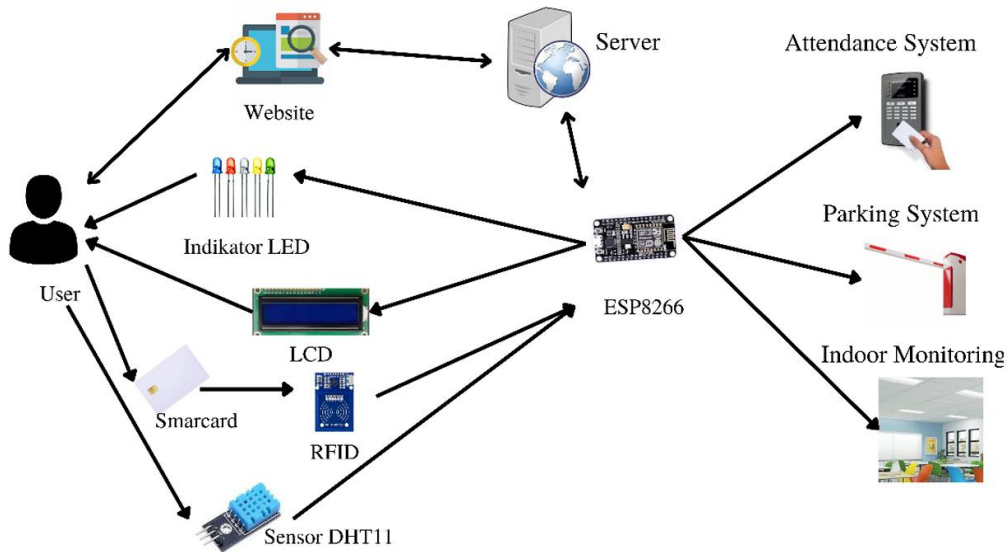 Server
Attendance System
Website
Indikator LED
Parking System
User
ESP8266
LCD
Indoor Monitoring
Smarcard
RFID
Sensor DHT11